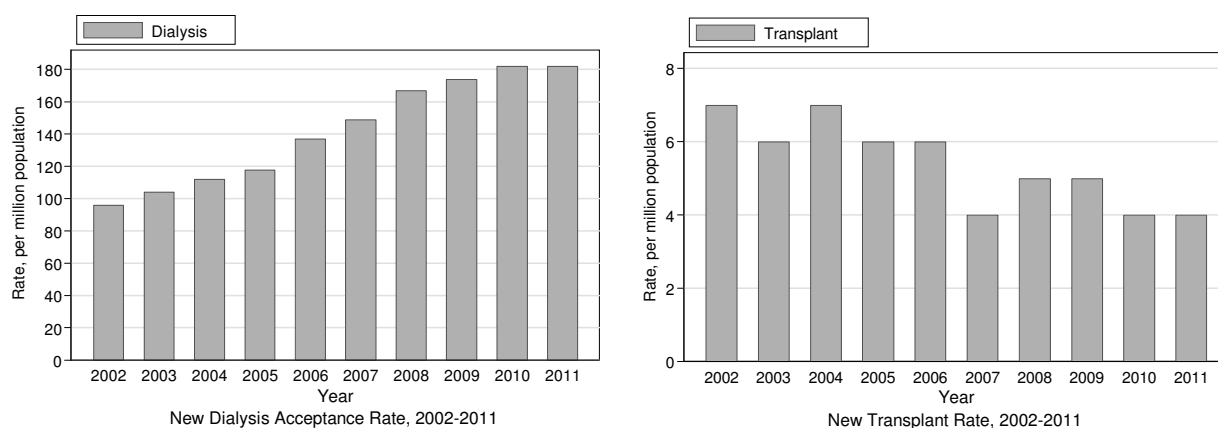 Dialysis
Rate, per million population
180
160
140
120
100
80
60
40
20
0
2002 2003 2004 2005 2006 2007 2008 2009 2010 2011
Year
New Dialysis Acceptance Rate, 2002-2011
Transplant
Rate, per million population
8
6
4
2
0
2002 2003 2004 2005 2006 2007 2008 2009 2010 2011
Year
New Transplant Rate, 2002-2011